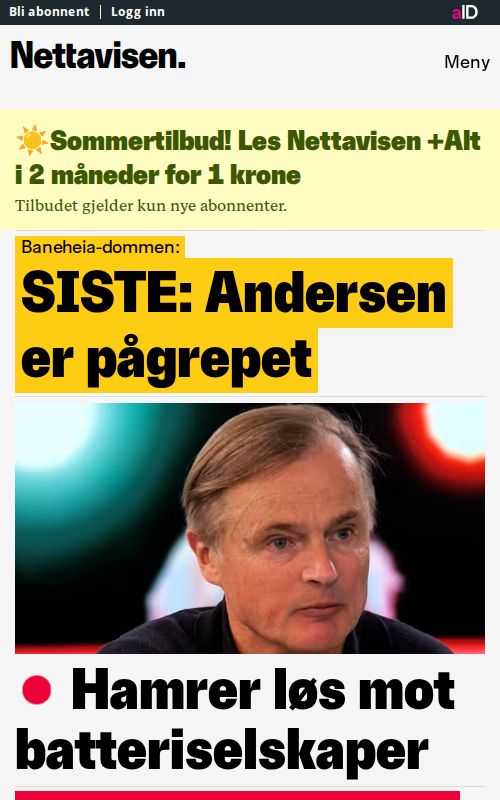 Bli abonnent | Logg inn
aID
Nettavisen.
Meny
☀️Sommertilbud! Les Nettavisen +Alt
i 2 måneder for 1 krone
Tilbudet gjelder kun nye abonnenter.
Baneheia-dommen:
SISTE: Andersen
er pågrepet
Hamrer løs mot
batteriselskaper